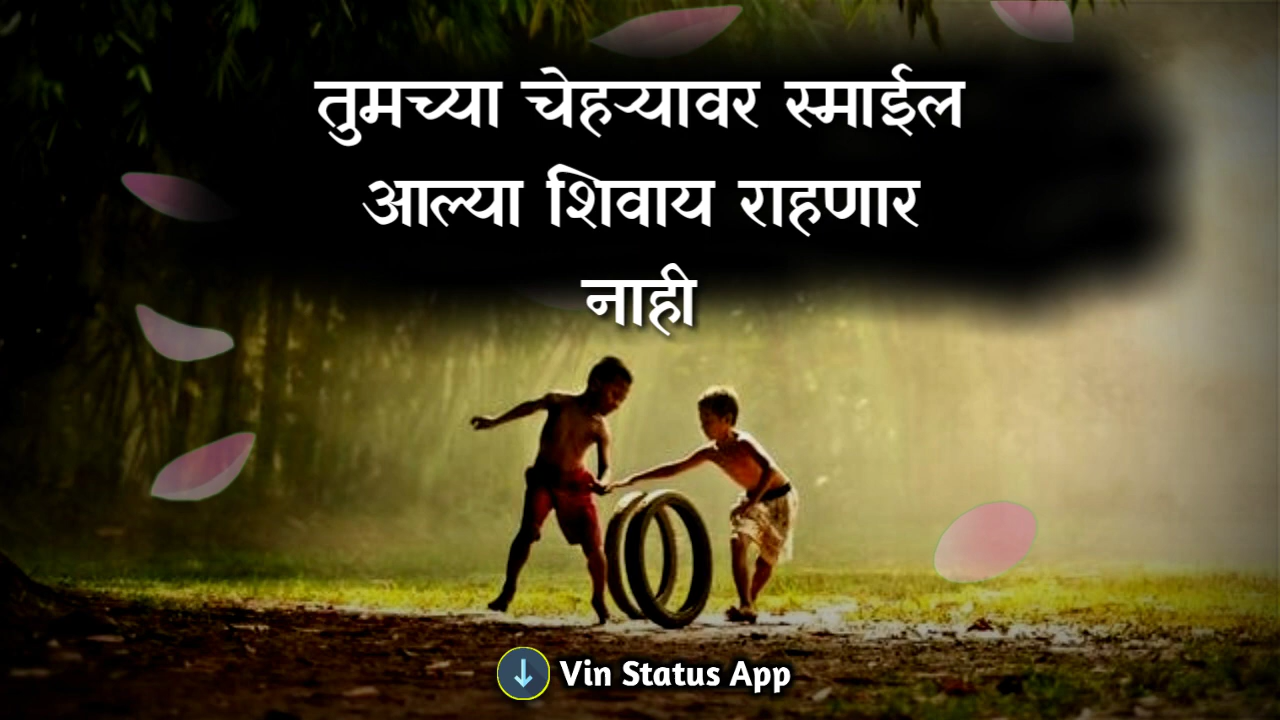 तुमच्या चेहऱ्यावर स्माईल
आल्या शिवाय राहणार
नाही
Vin Status App